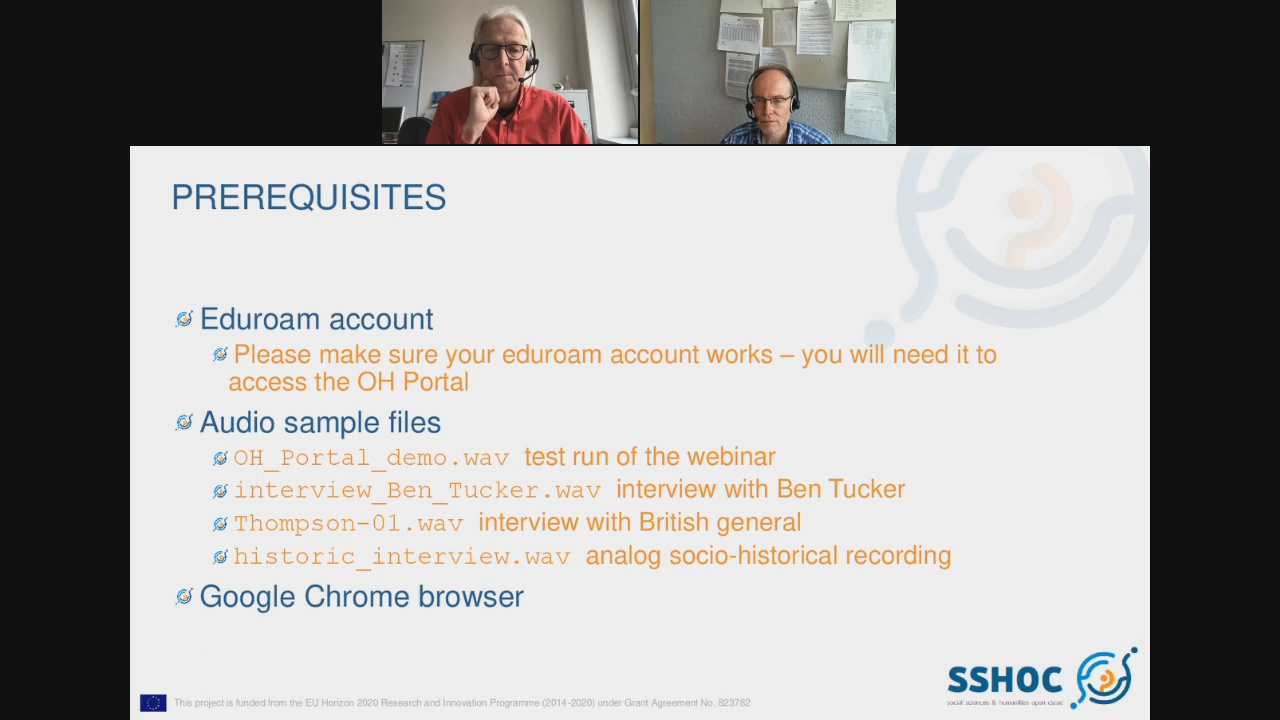 PREREQUISITES
Eduroam account
Please make sure your eduroam account works – you will need it to
access the OH Portal
Audio sample files
OH_Portal_demo.wav test run of the webinar
interview_Ben_Tucker.wav interview with Ben Tucker
Thompson-01.wav interview with British general
historic_interview.wav analog socio-historical recording
Google Chrome browser
SSHOC
social sciences & humanities open cloud
This project is funded from the EU Horizon 2020 Research and Innovation Programme (2014-2020) under Grant Agreement No. 823782